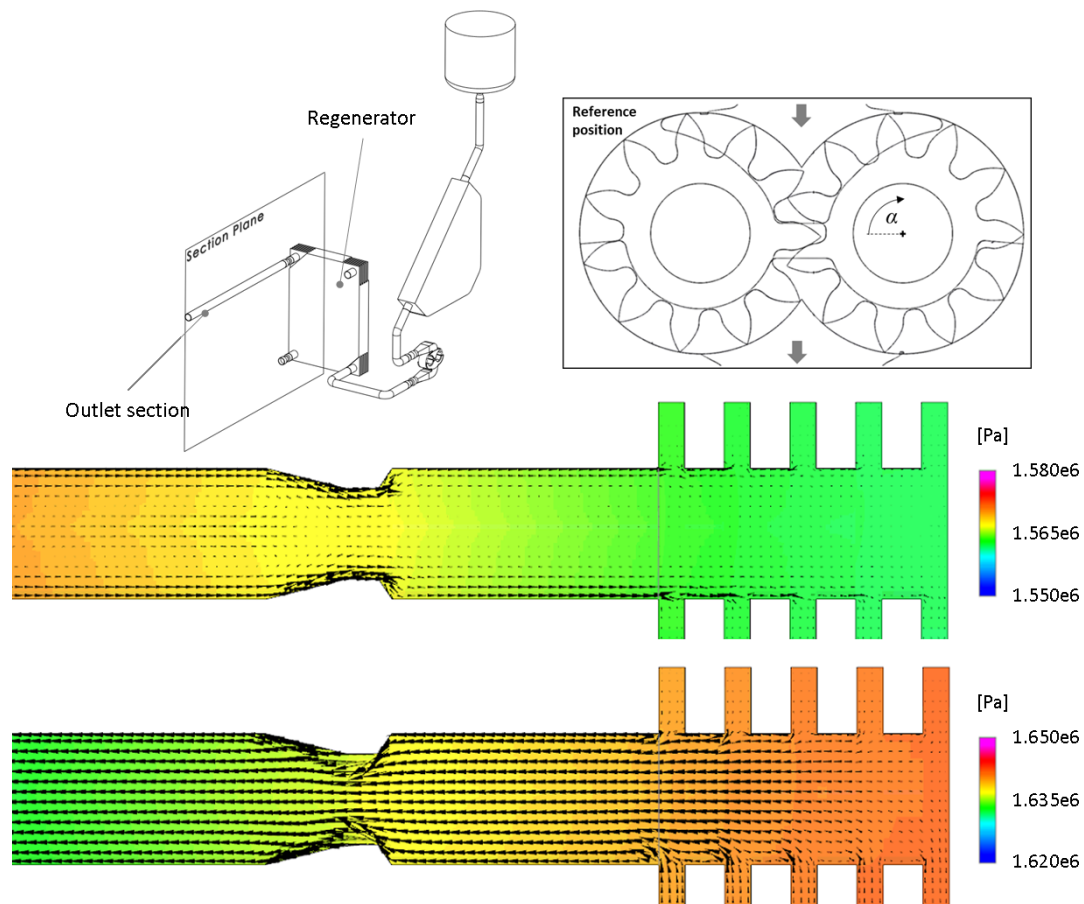 Regenerator
Section Plane
Outlet section
Reference
position
α
[Pa]
1.580e6
1.565e6
1.550e6
[Pa]
1.650e6
1.635e6
1.620e6